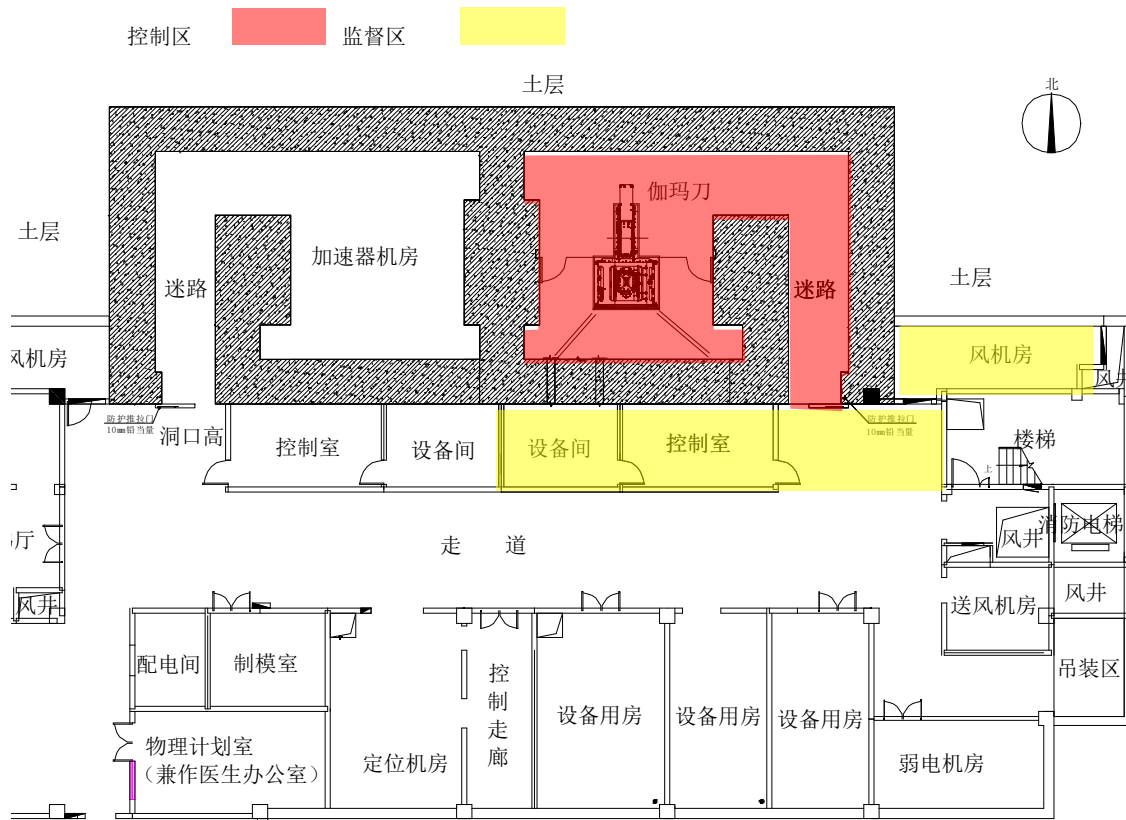 控制区 监督区
土层
北
伽玛刀
土层
加速器机房
土层
迷路
迷路
风机房
风机房
风井
防护推拉门
10mm铅当量
洞口高
控制室
设备间
设备间
控制室
防护推拉门
10mm铅当量
楼梯
上
厅
走 道
风井
消防电梯
风井
送风机房
风井
配电间
制模室
控制走廊
吊装区
设备用房
设备用房
设备用房
物理计划室
（兼作医生办公室）
定位机房
弱电机房